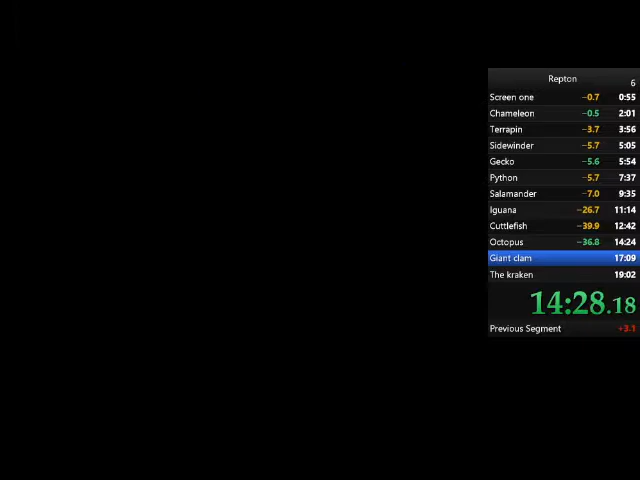 Repton
6
Screen one −0.7 0:55
Chameleon −0.5 2:01
Terrapin −3.7 3:56
Sidewinder −5.7 5:05
Gecko −5.6 5:54
Python −5.7 7:37
Salamander −7.0 9:35
Iguana −26.7 11:14
Cuttlefish −39.9 12:42
Octopus −36.8 14:24
Giant clam 17:09
The kraken 19:02
14:28.18
Previous Segment +3.1